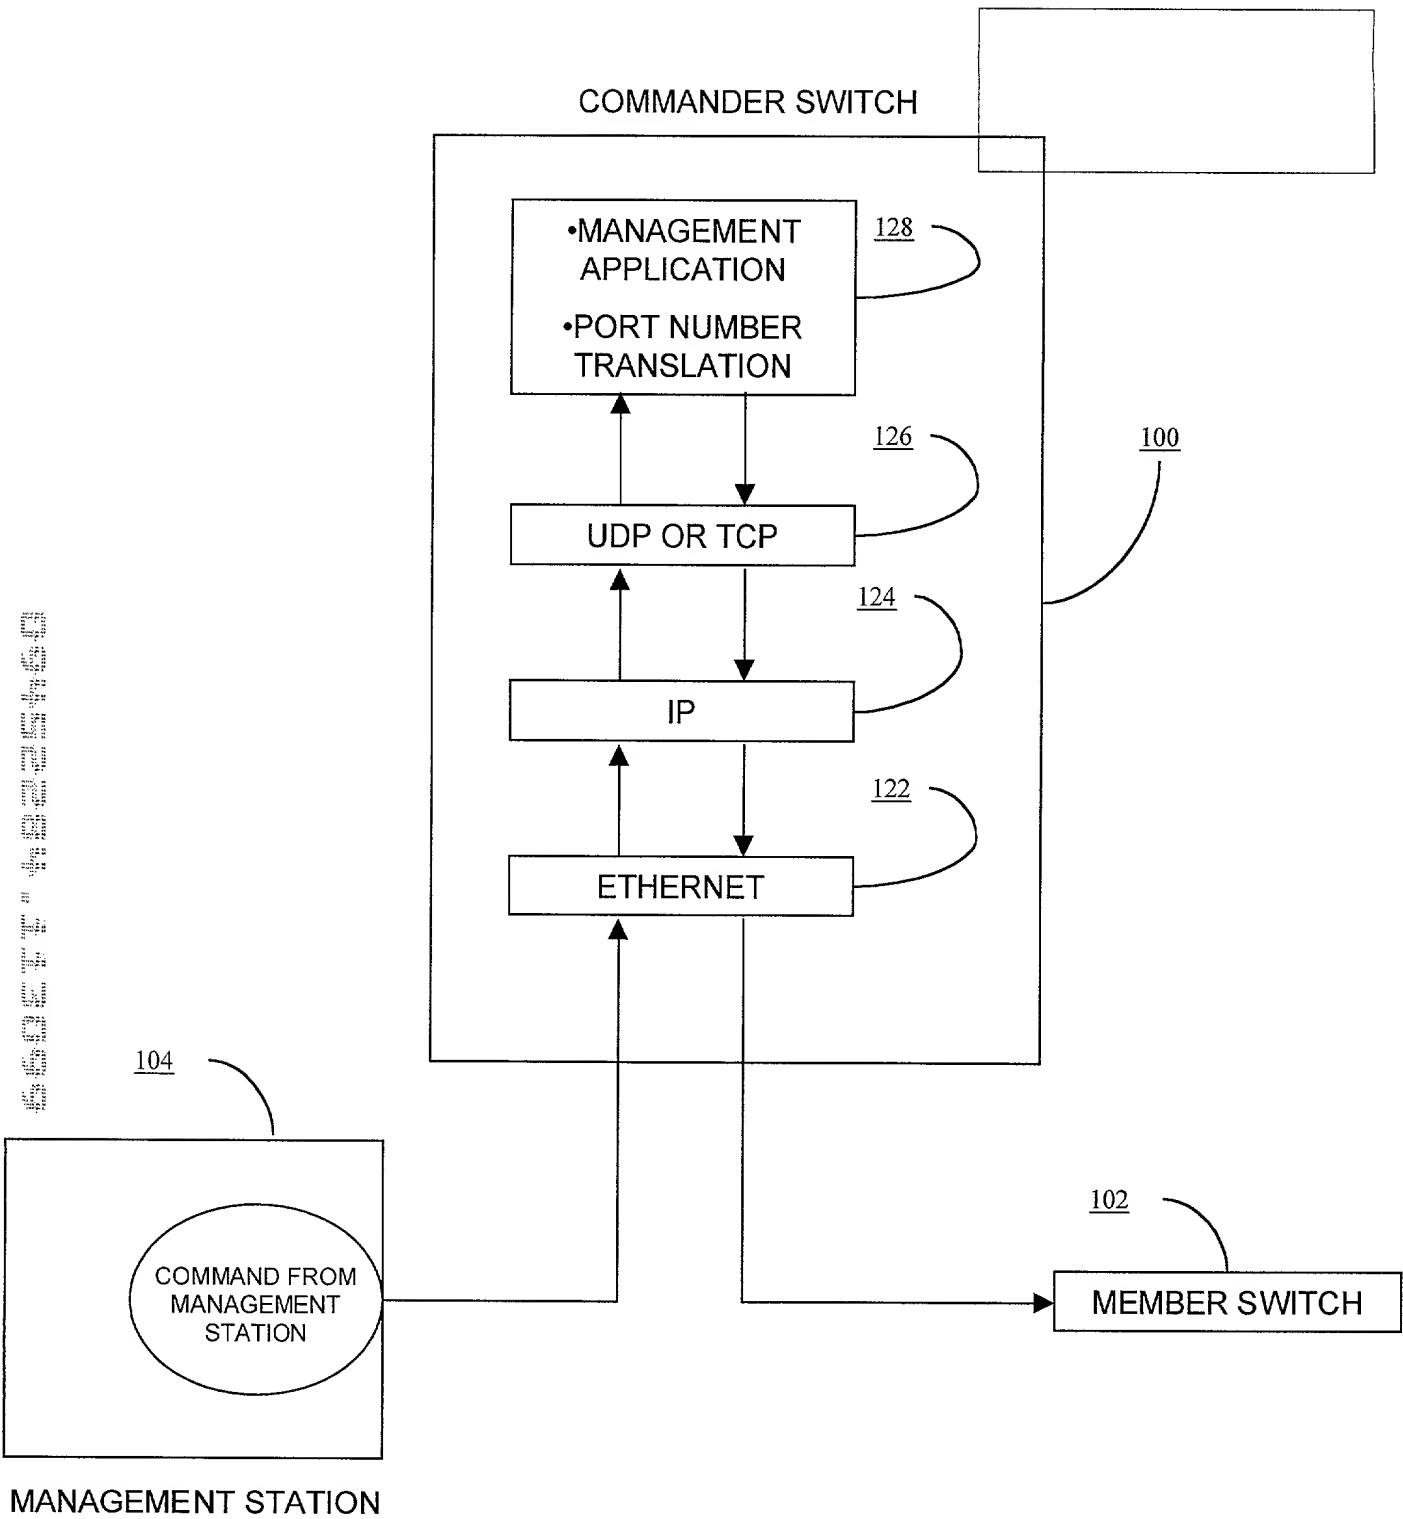 COMMANDER SWITCH
•MANAGEMENT
APPLICATION
•PORT NUMBER
TRANSLATION
128
126
100
UDP OR TCP
124
IP
122
ETHERNET
104
COMMAND FROM
MANAGEMENT
STATION
102
MEMBER SWITCH
MANAGEMENT STATION